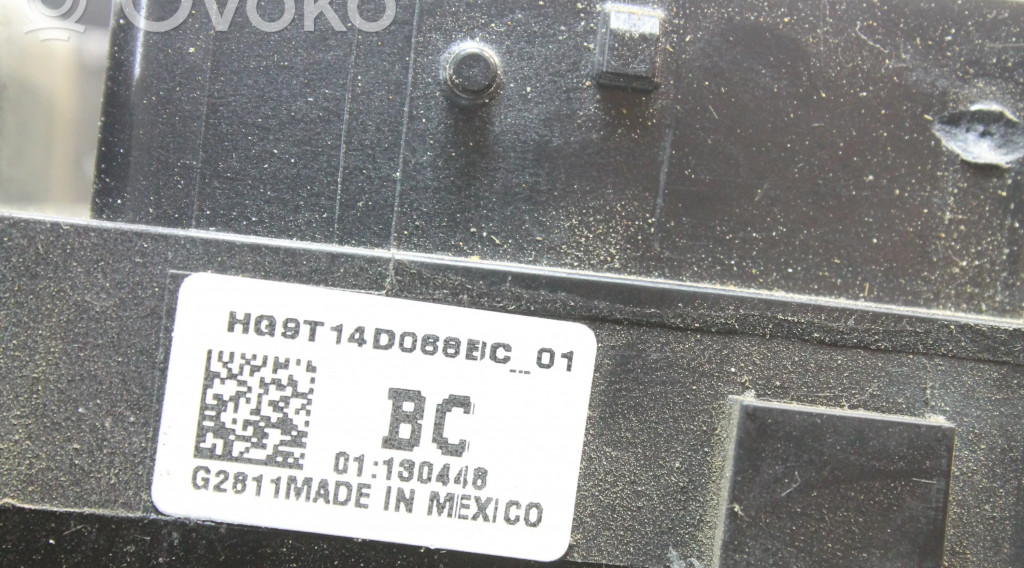 OVOKO
HG9T14D068BC_01
BC
01:130448
G2811MADE IN MEXICO